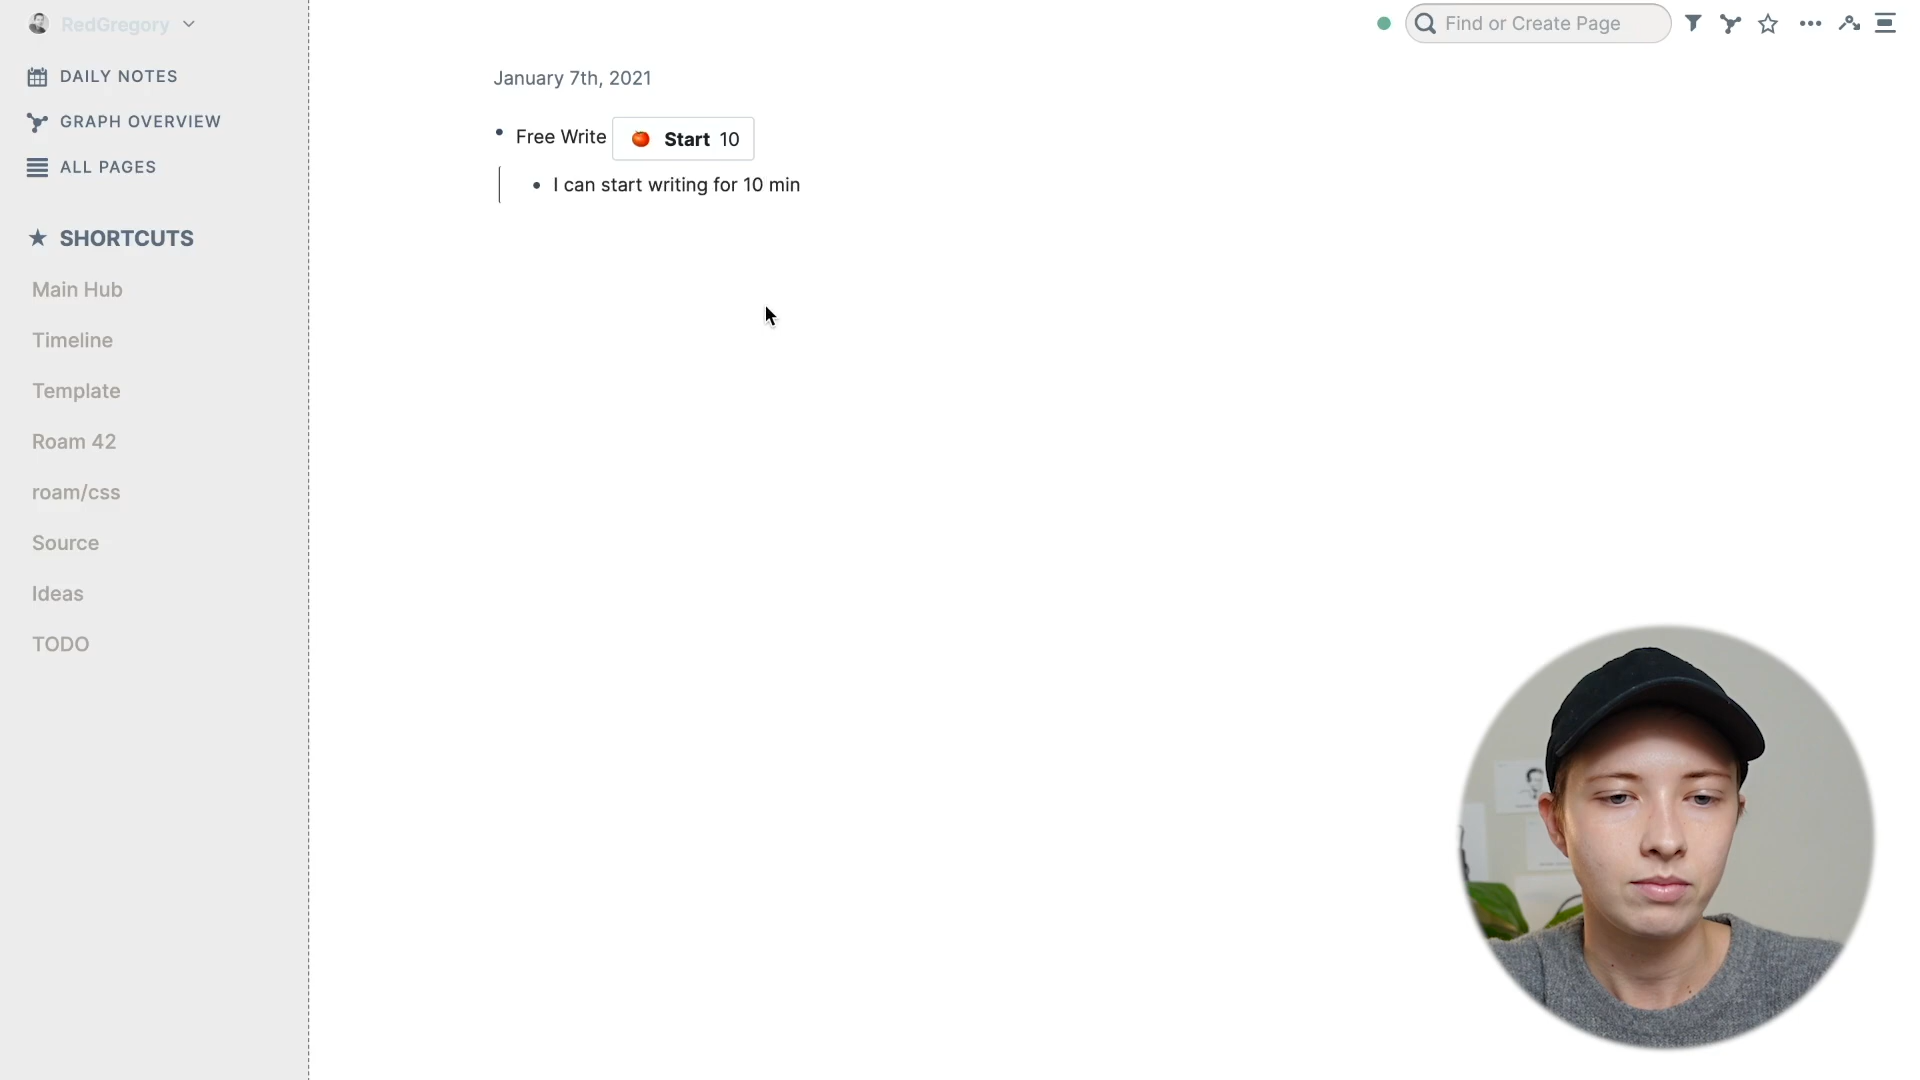 RedGregory
DAILY NOTES
GRAPH OVERVIEW
ALL PAGES
SHORTCUTS
Main Hub
Timeline
Template
Roam 42
roam/css
Source
Ideas
TODO
Find or Create Page
January 7th, 2021
Free Write Start 10
I can start writing for 10 min